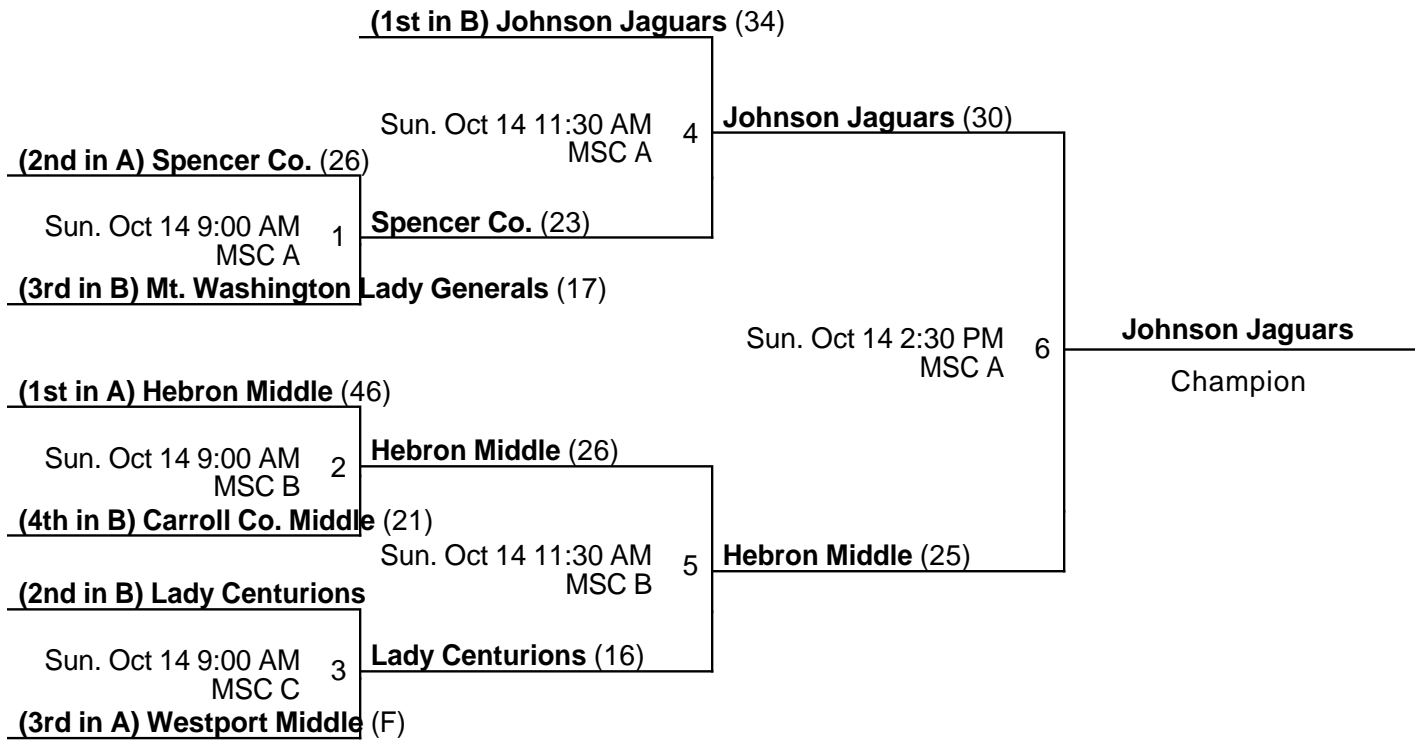 (1st in B) Johnson Jaguars (34)
Sun. Oct 14 11:30 AM
MSC A
4
Johnson Jaguars (30)
(2nd in A) Spencer Co. (26)
Sun. Oct 14 9:00 AM
MSC A
1
Spencer Co. (23)
(3rd in B) Mt. Washington Lady Generals (17)
Sun. Oct 14 2:30 PM
MSC A
6
Johnson Jaguars
Champion
(1st in A) Hebron Middle (46)
Sun. Oct 14 9:00 AM
MSC B
2
Hebron Middle (26)
(4th in B) Carroll Co. Middle (21)
Sun. Oct 14 11:30 AM
MSC B
5
Hebron Middle (25)
(2nd in B) Lady Centurions
Sun. Oct 14 9:00 AM
MSC C
3
Lady Centurions (16)
(3rd in A) Westport Middle (F)